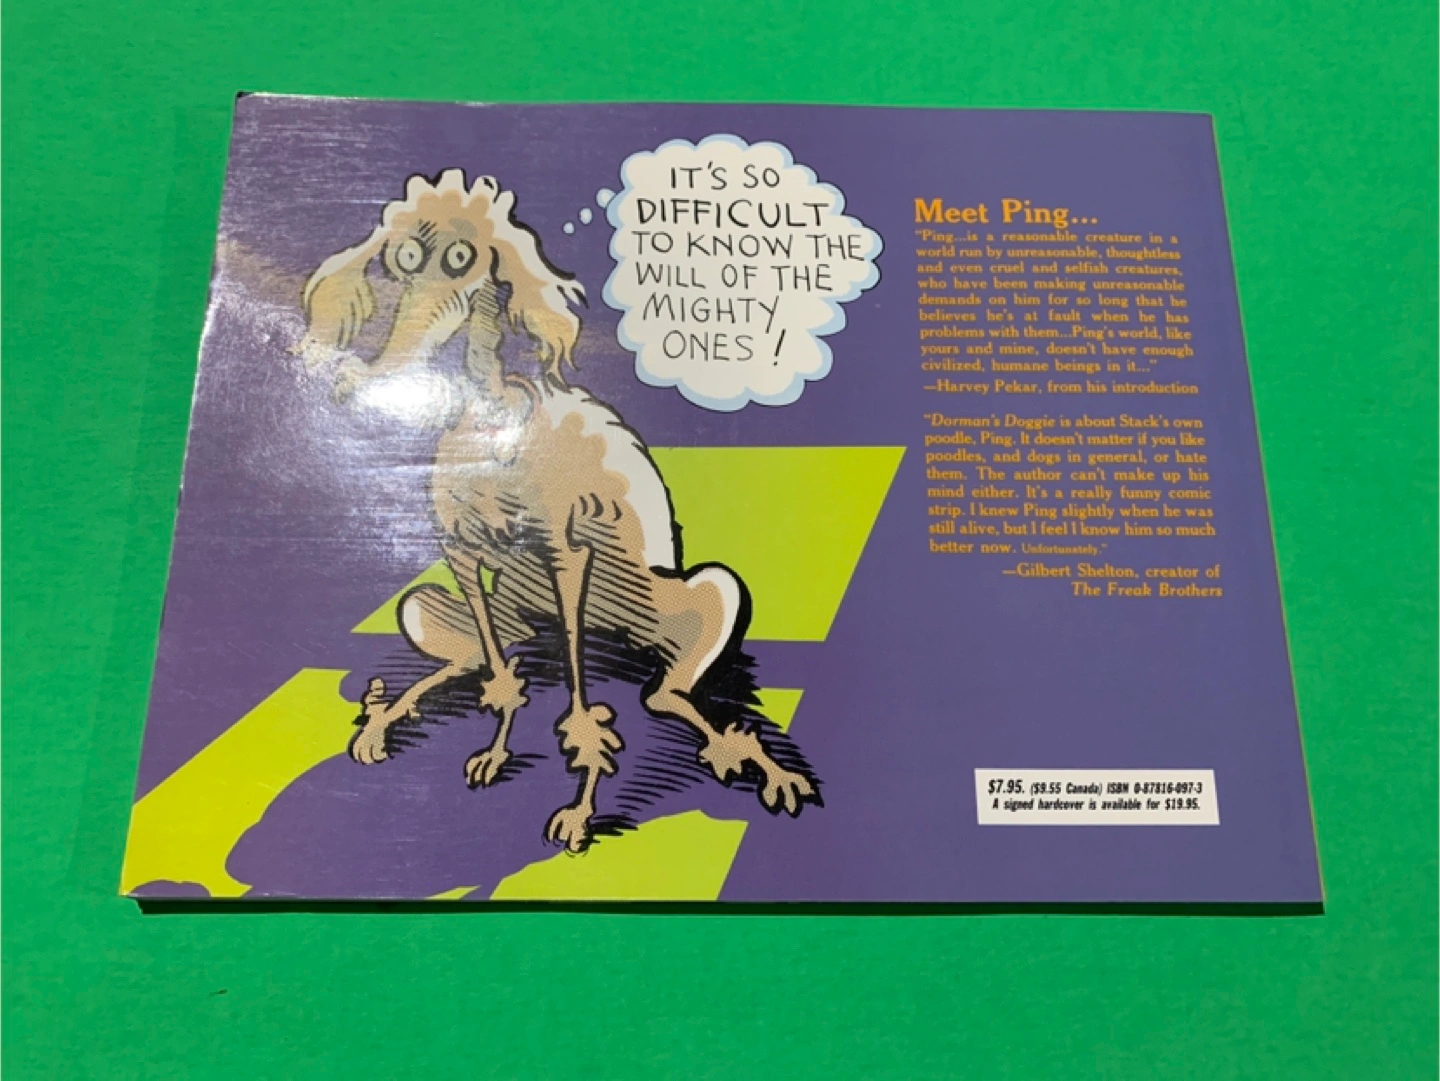 IT'S SO
DIFFICULT
TO KNOW THE
WILL OF THE
MIGHTY
ONES!
Meet Ping...
"Ping...is a reasonable creature in a
world run by unreasonable, thoughtless
and even cruel and selfish creatures,
who have been making unreasonable
demands on him for so long that he
believes he's at fault when he has
problems with them...Ping's world, like
yours and mine, doesn't have enough
civilized, humane beings in it..."
—Harvey Pekar, from his introduction
"Dorman's Doggie is about Stack's own
poodle, Ping. It doesn't matter if you like
poodles, and dogs in general, or hate
them. The author can't make up his
mind either. It's a really funny comic
strip. I knew Ping slightly when he was
still alive, but I feel I know him so much
better now. Unfortunately."
—Gilbert Shelton, creator of
The Freak Brothers
$7.95. ($9.55 Canada) ISBN 0-87816-097-3
A signed hardcover is available for $19.95.